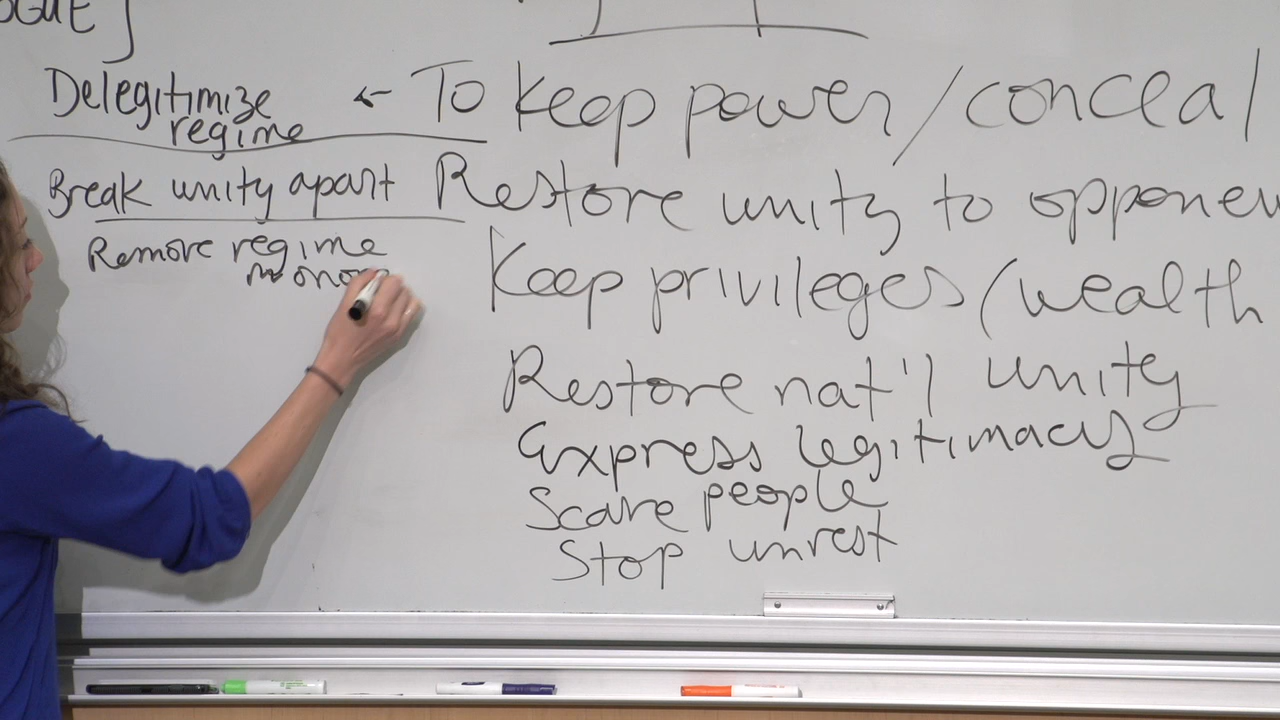 Delegitimize ← To keep power/conceal
regime
Break unity apart Restore unity to opponen
Remove regime
mono
Keep privileges (wealth
Restore nat'l unity
Express legitimacy
Scare people
Stop unrest